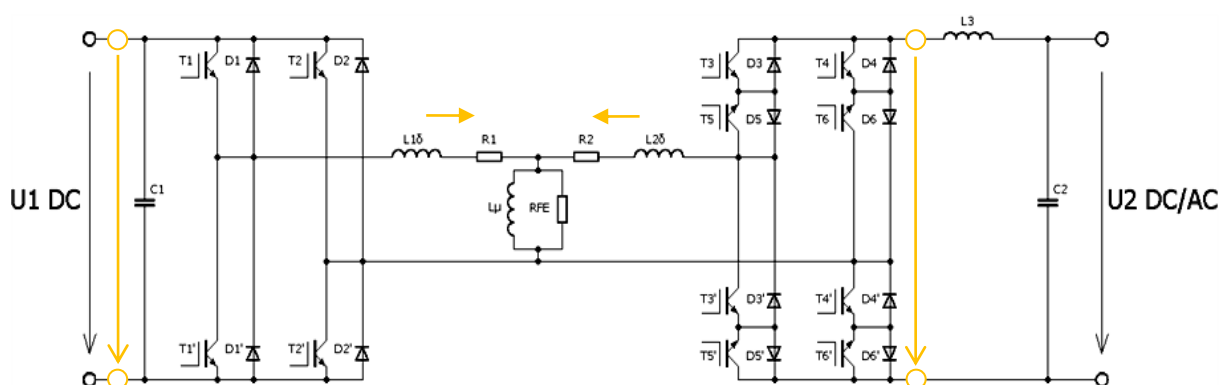 L3
T1 D1 T2 D2 T3 D3 T4 D4
T5 D5 T6 D6
L1δ R1 R2 L2δ
U1 DC C1 Lμ RFE C2 U2 DC/AC
T3' D3' T4' D4'
T1' D1' T2' D2' T5' D5' T6' D6'